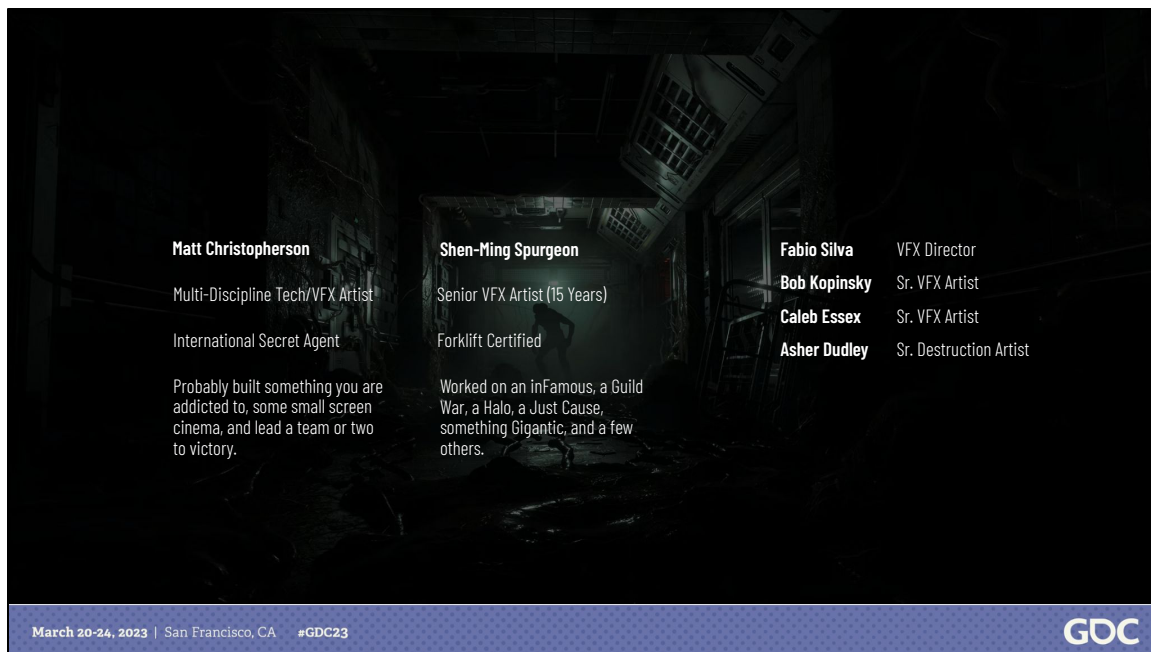 Matt Christopherson
Multi-Discipline Tech/VFX Artist
International Secret Agent
Probably built something you are
addicted to, some small screen
cinema, and lead a team or two
to victory.
Shen-Ming Spurgeon
Senior VFX Artist (15 Years)
Forklift Certified
Worked on an inFamous, a Guild
War, a Halo, a Just Cause,
something Gigantic, and a few
others.
Fabio Silva VFX Director
Bob Kopinsky Sr. VFX Artist
Caleb Essex Sr. VFX Artist
Asher Dudley Sr. Destruction Artist
March 20-24, 2023 | San Francisco, CA #GDC23
GDC